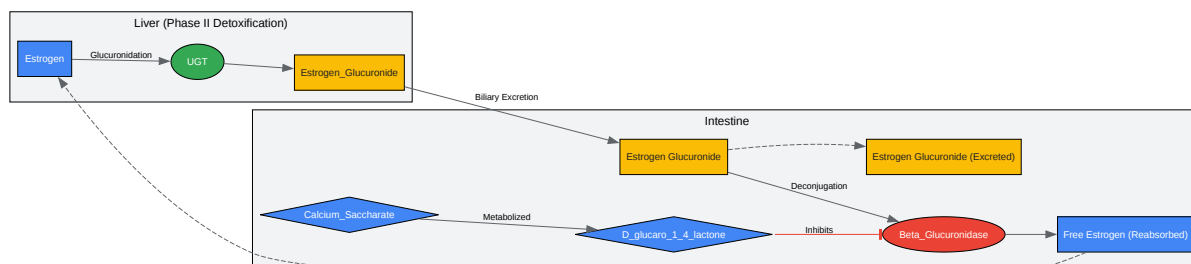 Liver (Phase II Detoxification)
Estrogen
Glucuronidation
UGT
Estrogen_Glucuronide
Biliary Excretion
Intestine
Estrogen Glucuronide
Estrogen Glucuronide (Excreted)
Deconjugation
Calcium_Saccharate
Metabolized
D_glucaro_1_4_lactone
Inhibits
Beta_Glucuronidase
Free Estrogen (Reabsorbed)